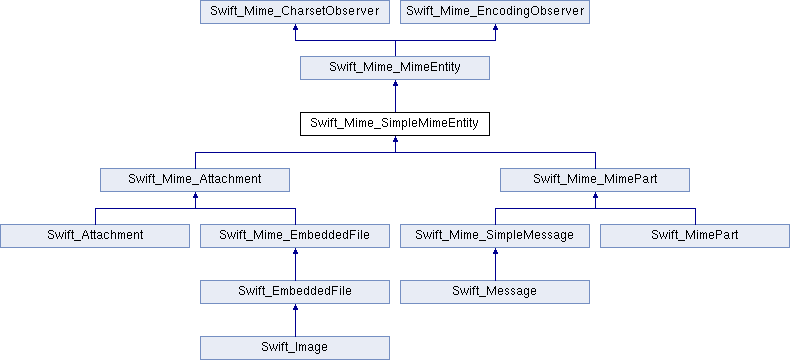 Swift_Mime_CharsetObserver
Swift_Mime_EncodingObserver
Swift_Mime_MimeEntity
Swift_Mime_SimpleMimeEntity
Swift_Mime_Attachment
Swift_Mime_MimePart
Swift_Attachment
Swift_Mime_EmbeddedFile
Swift_Mime_SimpleMessage
Swift_MimePart
Swift_EmbeddedFile
Swift_Message
Swift_Image